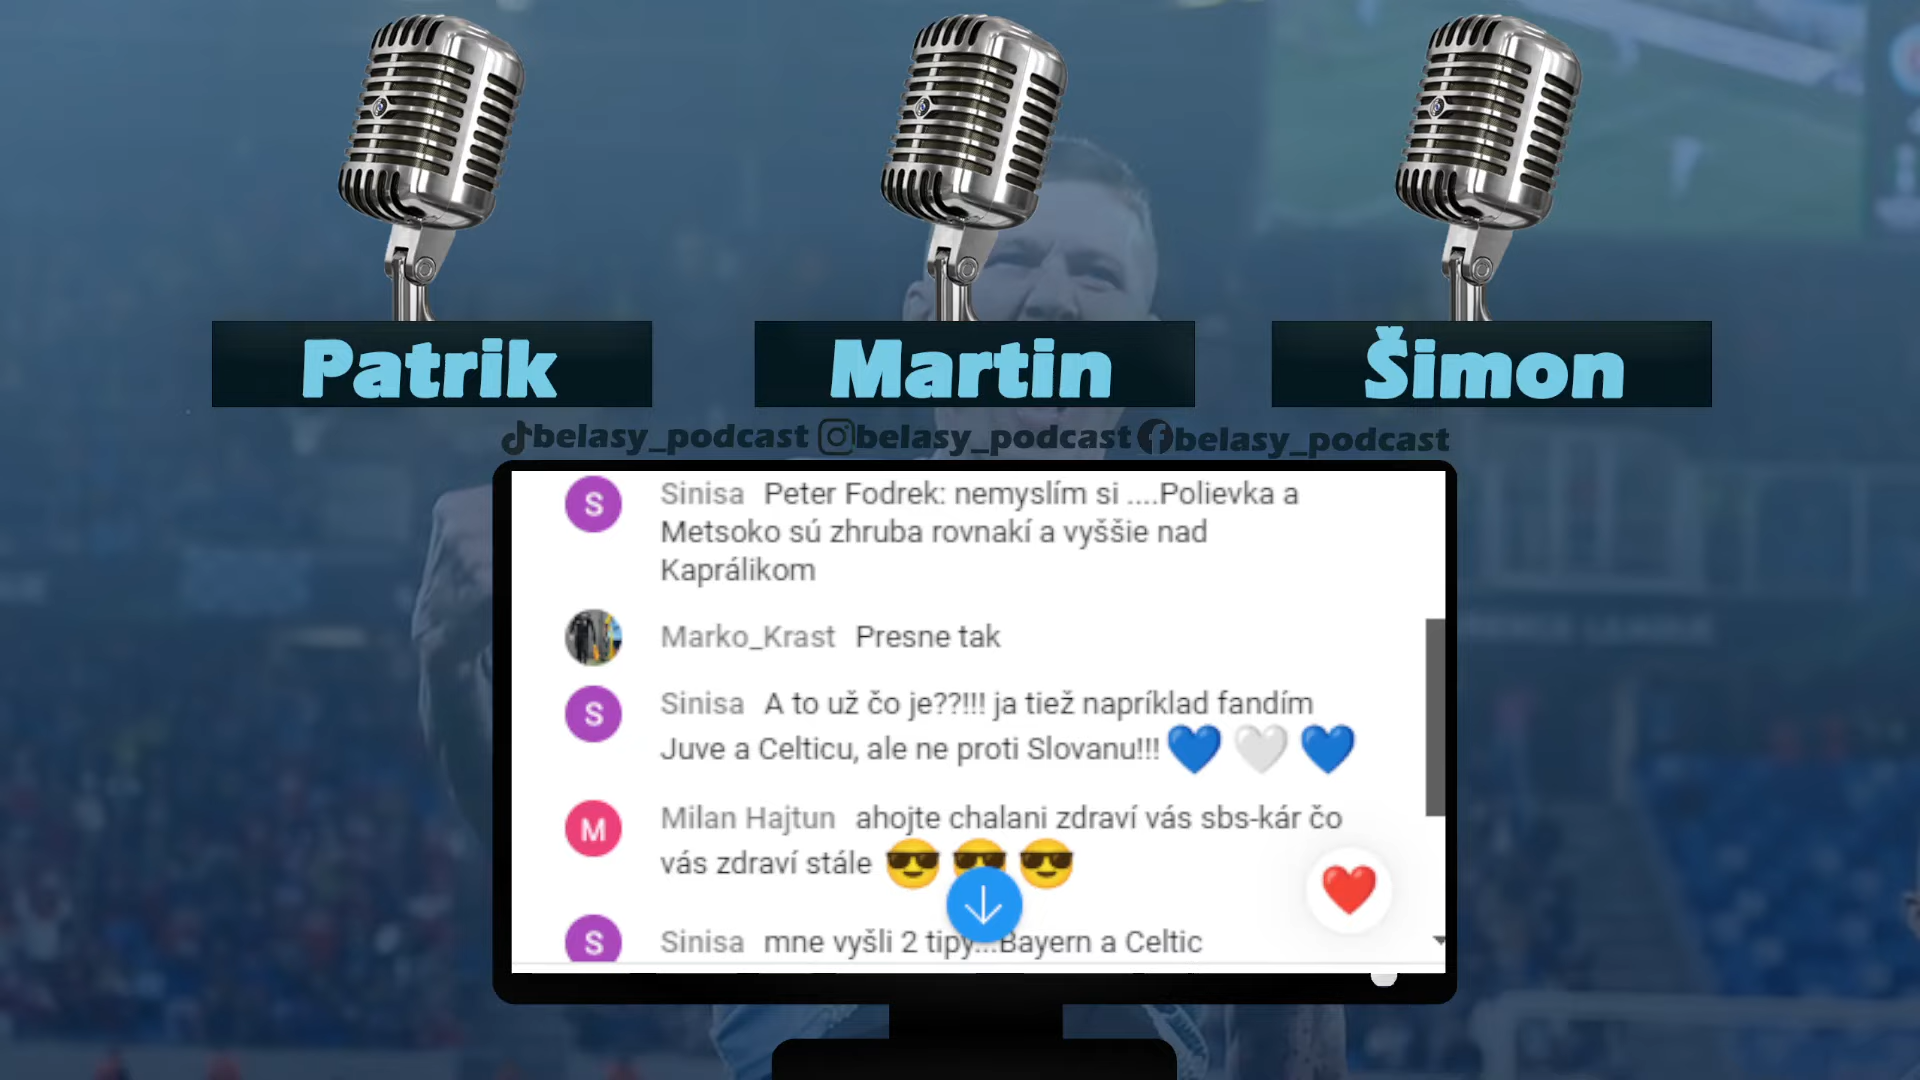 Patrik
Martin
Šimon
belasy_podcast belasy_podcast belasy_podcast
S Sinisa Peter Fodrek: nemyslím si ....Polievka a
Metsoko sú zhruba rovnakí a vyššie nad
Kaprálikom
Marko_Krast Presne tak
S Sinisa A to už čo je??!!! ja tiež napríklad fandím
Juve a Celticu, ale ne proti Slovanu!!! 💙 🤍 💙
M Milan Hajtun ahojte chalani zdraví vás sbs-kár čo
vás zdraví stále 😎 😎 😎
S Sinisa mne vyšli 2 tipy...Bayern a Celtic